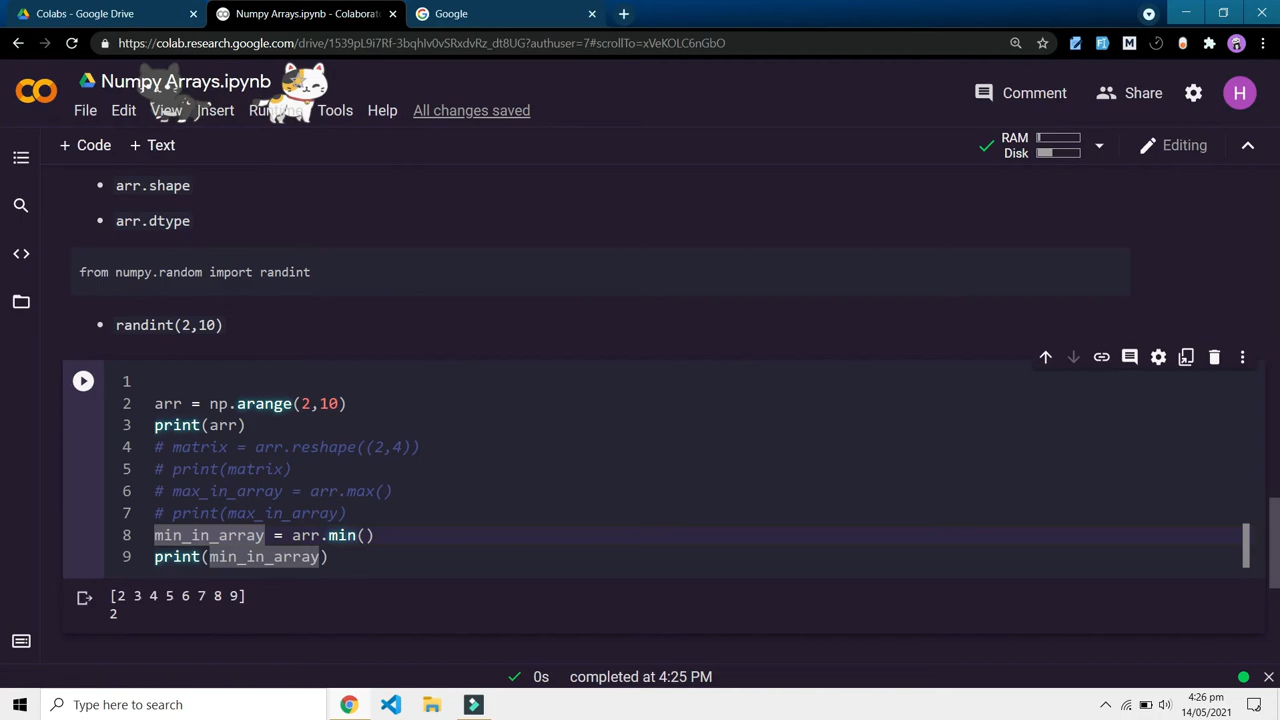 Colabs - Google Drive
Numpy Arrays.ipynb - Colaborato
Google
https://colab.research.google.com/drive/1539pL9i7Rf-3bqhIv0vSRxdvRz_dt8UG?authuser=7#scrollTo=xVeKOLC6nGbO
Numpy Arrays.ipynb
Comment
Share
H
File Edit View Insert Runtime Tools Help All changes saved
+ Code + Text
RAM
Disk
Editing
arr.shape
arr.dtype
from numpy.random import randint
randint(2,10)
1
2 arr = np.arange(2,10)
3 print(arr)
4 # matrix = arr.reshape((2,4))
5 # print(matrix)
6 # max_in_array = arr.max()
7 # print(max_in_array)
8 min_in_array = arr.min()
9 print(min_in_array)
[2 3 4 5 6 7 8 9]
2
0s completed at 4:25 PM
Type here to search
4:26 pm
14/05/2021